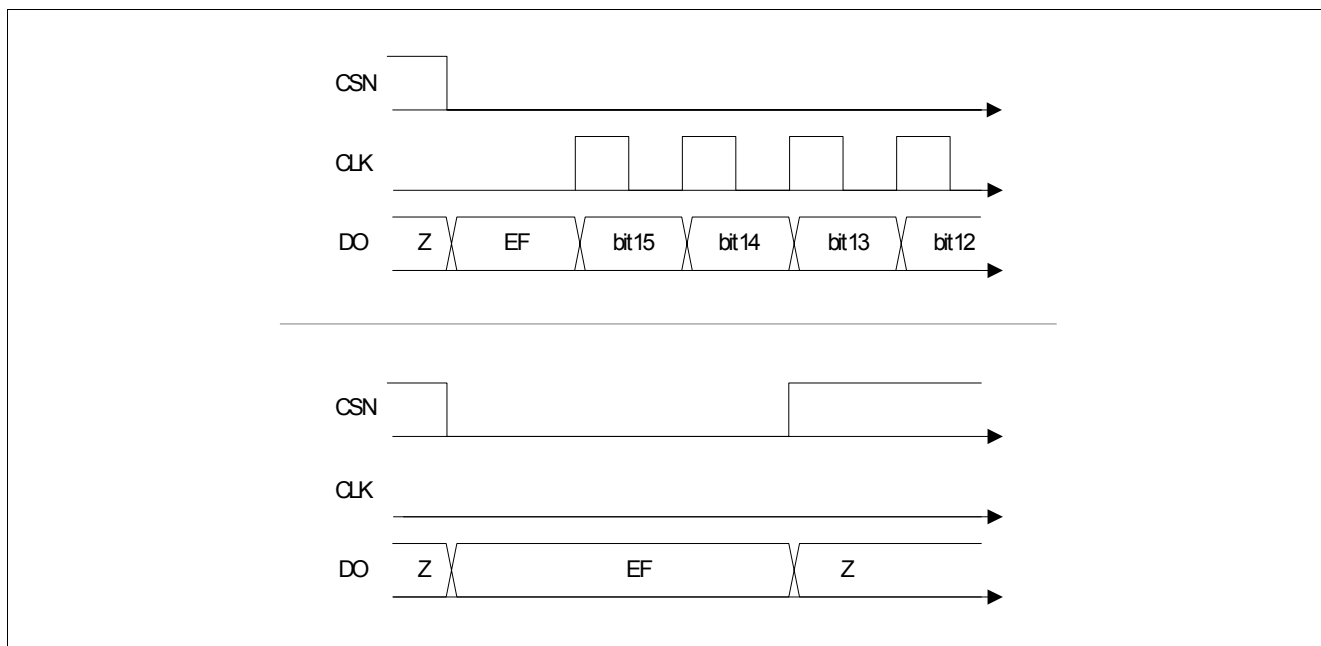 CSN
CLK
DO Z EF bit15 bit14 bit13 bit12
CSN
CLK
DO Z EF Z